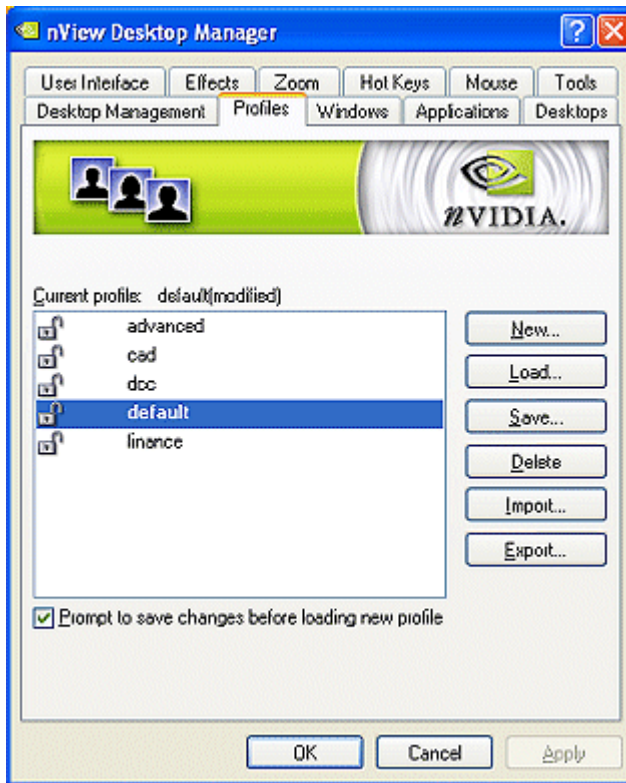 nView Desktop Manager
User Interface Effects Zoom Hot Keys Mouse Tools
Desktop Management Profiles Windows Applications Desktops
nVIDIA.
Current profile: default(modified)
advanced
cad
dcc
default
finance
New...
Load...
Save...
Delete
Import...
Export...
Prompt to save changes before loading new profile
OK Cancel Apply